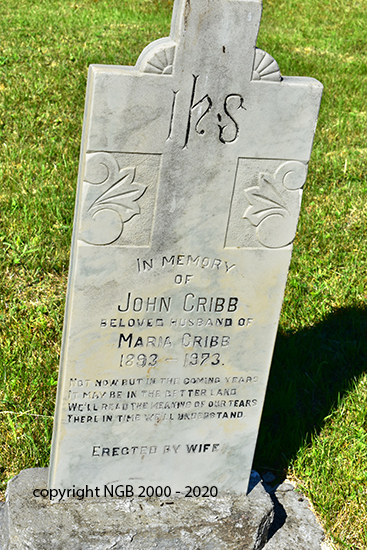 IHS
IN MEMORY
OF
JOHN CRIBB
BELOVED HUSBAND OF
MARIA CRIBB
1893 – 1973.
NOT NOW BUT IN THE COMING YEARS
IT MAY BE IN THE BETTER LAND
WE'LL READ THE MEANING OF OUR TEARS
THERE IN TIME WE'LL UNDERSTAND
ERECTED BY WIFE
copyright NGB 2000 - 2020